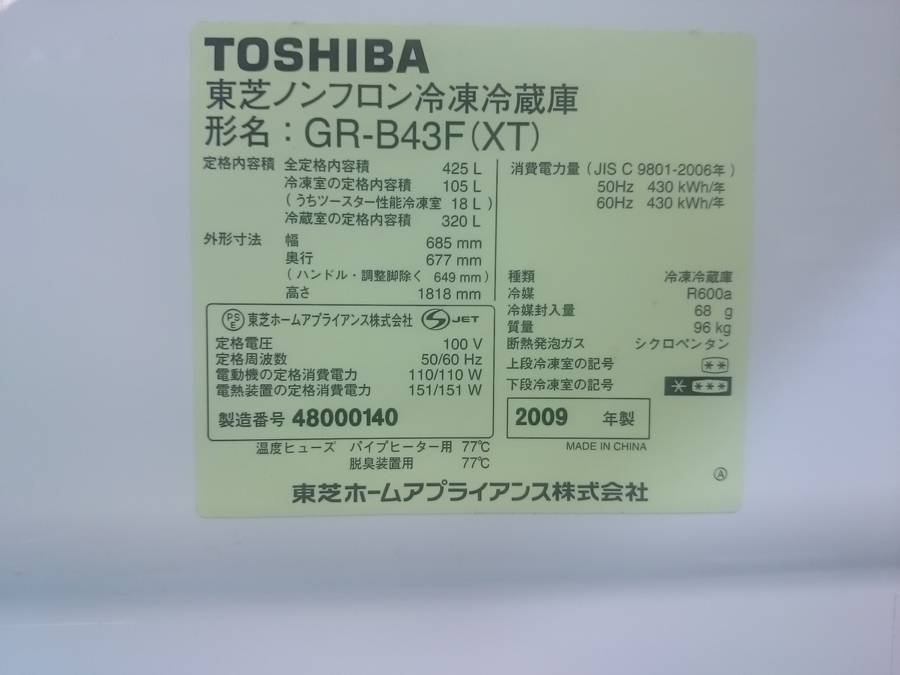 TOSHIBA
東芝ノンフロン冷凍冷蔵庫
形名：GR-B43F(XT)
定格内容積 全定格内容積 425 L
冷凍室の定格内容積 105 L
(うちツースター性能冷凍室 18 L)
冷蔵室の定格内容積 320 L
外形寸法 幅 685 mm
奥行 677 mm
(ハンドル・調整脚除く 649 mm)
高さ 1818 mm
消費電力量 (JIS C 9801-2006年)
50Hz 430 kWh/年
60Hz 430 kWh/年
種類 冷凍冷蔵庫
冷媒 R600a
冷媒封入量 68 g
質量 96 kg
断熱発泡ガス シクロペンタン
上段冷凍室の記号 **
下段冷凍室の記号 * ***
PSE 東芝ホームアプライアンス株式会社 S JET
定格電圧 100 V
定格周波数 50/60 Hz
電動機の定格消費電力 110/110 W
電熱装置の定格消費電力 151/151 W
製造番号 48000140
2009 年製
MADE IN CHINA
温度ヒューズ パイプヒーター用 77℃
脱臭装置用 77℃
Ⓐ
東芝ホームアプライアンス株式会社